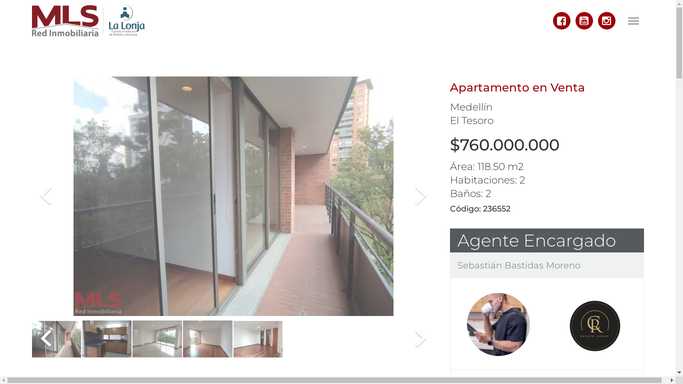 MLS
Red Inmobiliaria
La Lonja
Apartamento en Venta
Medellín
El Tesoro
$760.000.000
Área: 118.50 m2
Habitaciones: 2
Baños: 2
Código: 236552
Agente Encargado
Sebastián Bastidas Moreno
MLS
Red Inmobiliaria
CR